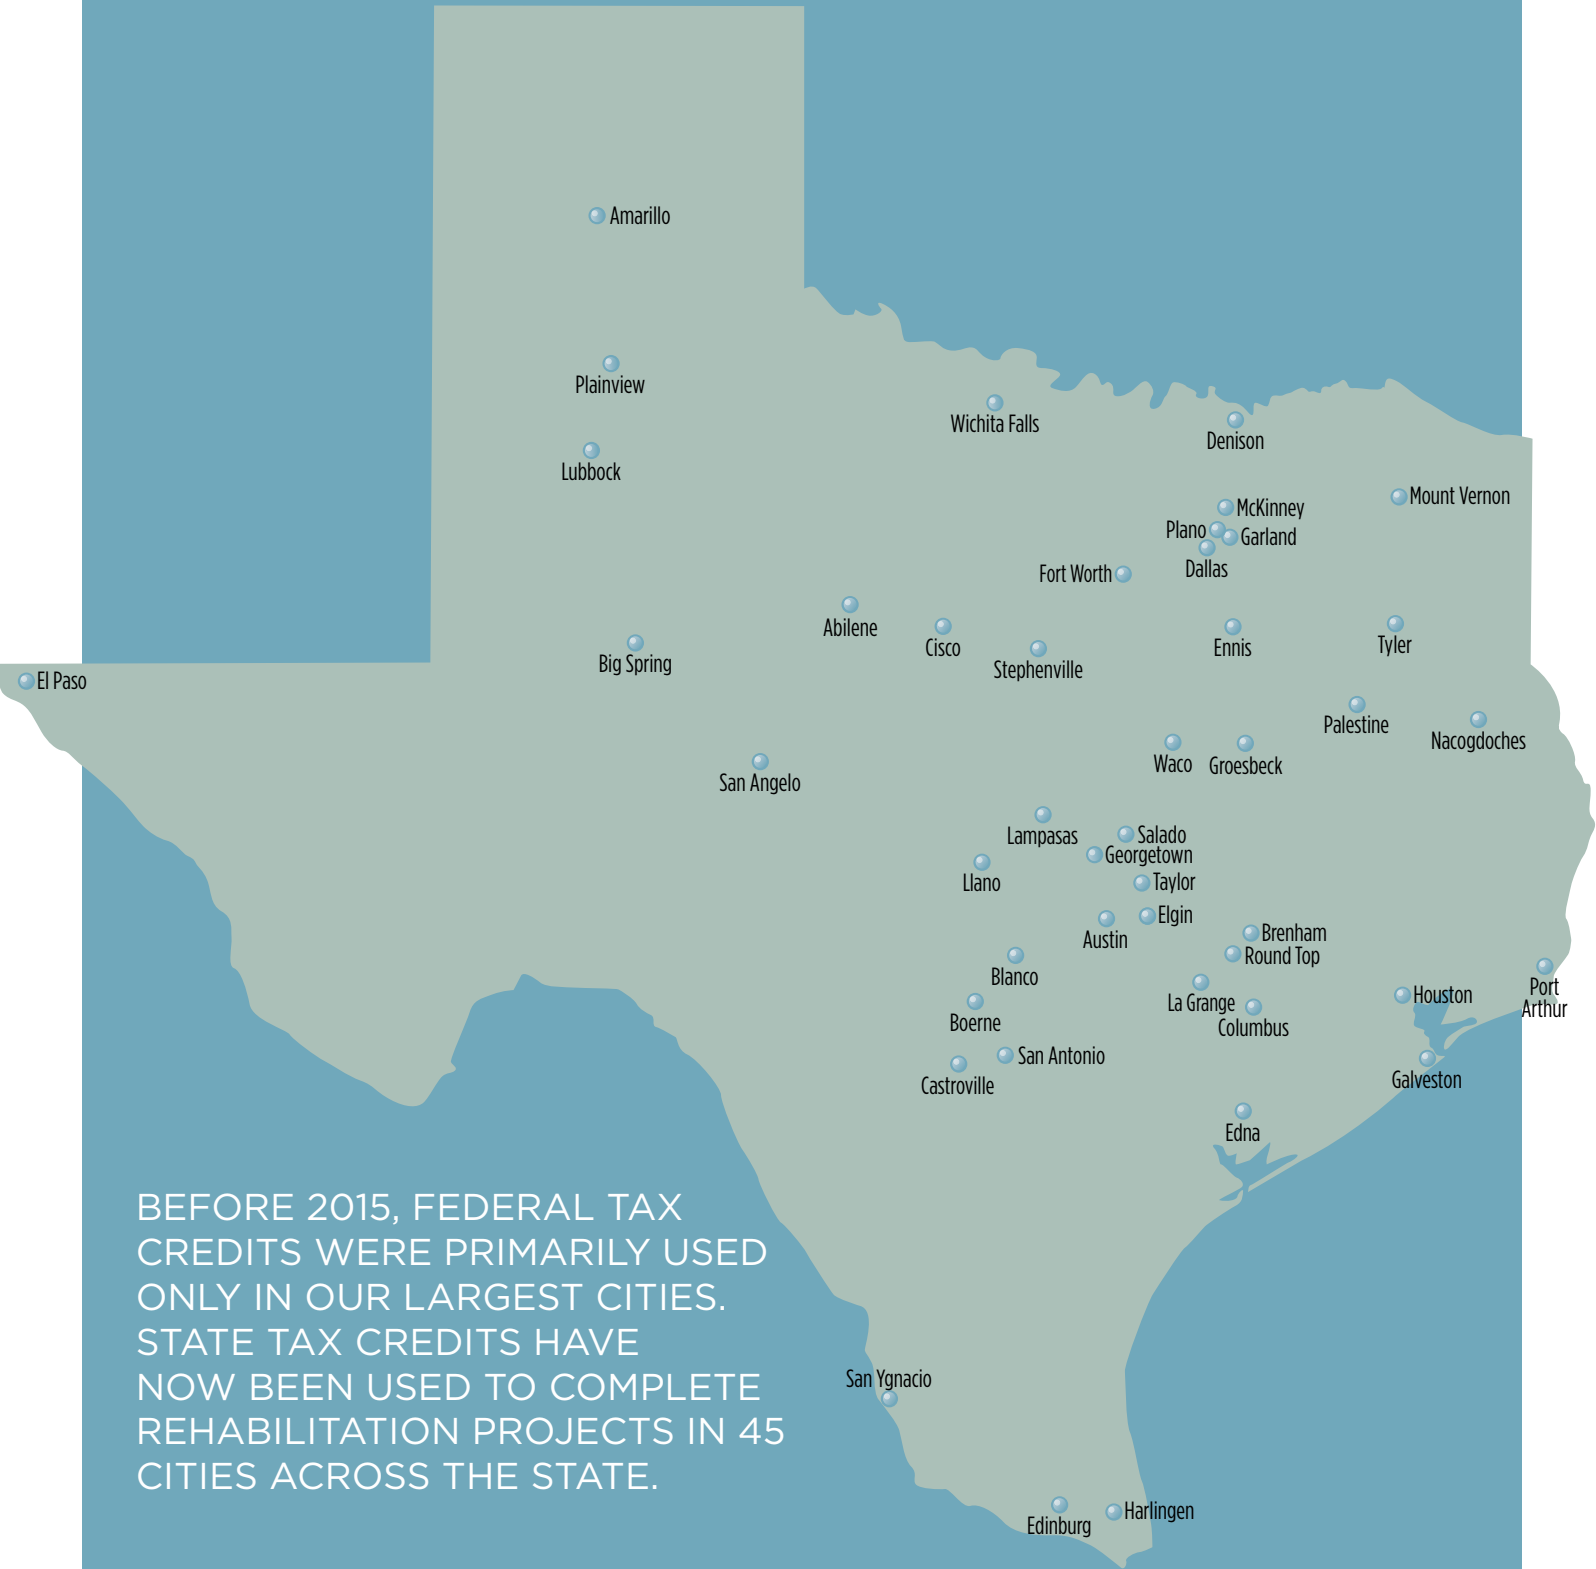 Amarillo
Plainview
Wichita Falls
Denison
Lubbock
Mount Vernon
McKinney
Plano
Garland
Dallas
Fort Worth
Abilene
Cisco
Stephenville
Ennis
Tyler
Big Spring
El Paso
Palestine
Nacogdoches
Waco
Groesbeck
San Angelo
Lampasas
Salado
Georgetown
Llano
Taylor
Elgin
Austin
Brenham
Round Top
Blanco
La Grange
Port
Arthur
Houston
Columbus
Boerne
San Antonio
Castroville
Galveston
Edna
BEFORE 2015, FEDERAL TAX
CREDITS WERE PRIMARILY USED
ONLY IN OUR LARGEST CITIES.
STATE TAX CREDITS HAVE
NOW BEEN USED TO COMPLETE
REHABILITATION PROJECTS IN 45
CITIES ACROSS THE STATE.
San Ygnacio
Edinburg
Harlingen